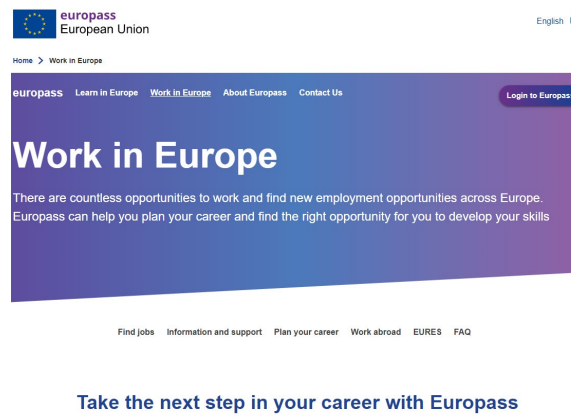 europass
European Union
English
Home > Work in Europe
europass Learn in Europe Work in Europe About Europass Contact Us Login to Europass
Work in Europe
There are countless opportunities to work and find new employment opportunities across Europe.
Europass can help you plan your career and find the right opportunity for you to develop your skills
Find jobs Information and support Plan your career Work abroad EURES FAQ
Take the next step in your career with Europass